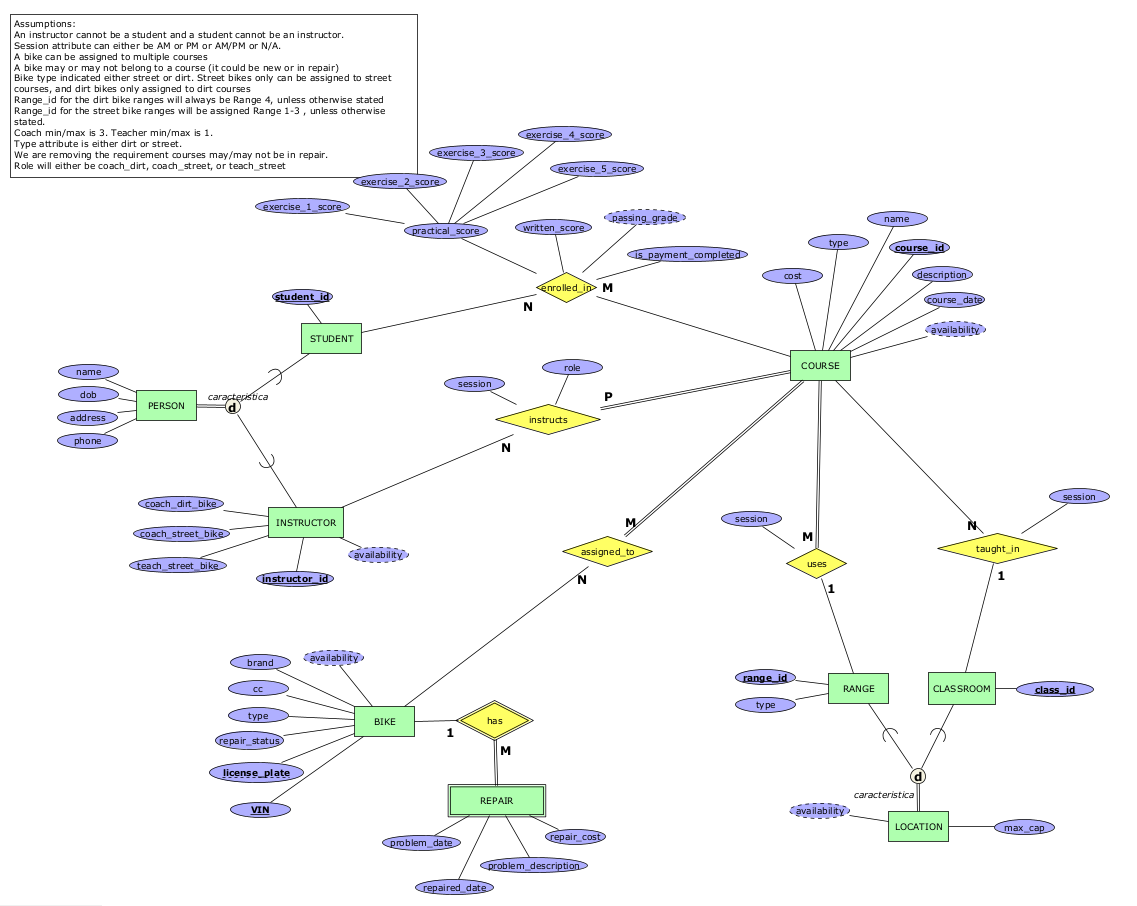 Assumptions:
An instructor cannot be a student and a student cannot be an instructor.
Session attribute can either be AM or PM or AM/PM or N/A.
A bike can be assigned to multiple courses
A bike may or may not belong to a course (it could be new or in repair)
Bike type indicated either street or dirt. Street bikes only can be assigned to street
courses, and dirt bikes only assigned to dirt courses
Range_id for the dirt bike ranges will always be Range 4, unless otherwise stated
Range_id for the street bike ranges will be assigned Range 1-3 , unless otherwise
stated.
Coach min/max is 3. Teacher min/max is 1.
Type attribute is either dirt or street.
We are removing the requirement courses may/may not be in repair.
Role will either be coach_dirt, coach_street, or teach_street
exercise_4_score
exercise_3_score
exercise_5_score
exercise_2_score
exercise_1_score
practical_score
written_score
passing_grade
is_payment_completed
name
type
course_id
cost
description
course_date
availability
enrolled_in
M
N
student_id
STUDENT
COURSE
name
dob
address
phone
PERSON
caracteristica
d
session
role
P
instructs
N
coach_dirt_bike
coach_street_bike
teach_street_bike
INSTRUCTOR
availability
instructor_id
M
assigned_to
N
session
M
uses
1
session
N
taught_in
1
brand
availability
cc
type
repair_status
license_plate
VIN
BIKE
1
has
M
REPAIR
problem_date
repair_cost
problem_description
repaired_date
range_id
type
RANGE
CLASSROOM
class_id
d
caracteristica
availability
LOCATION
max_cap